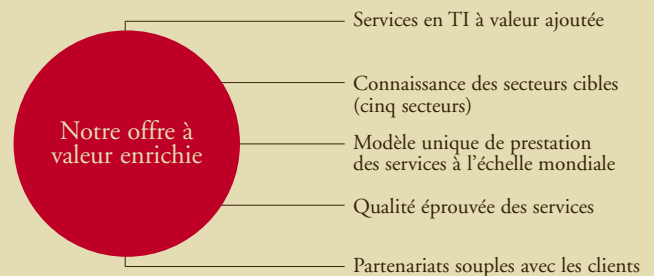 Services en TI à valeur ajoutée
Connaissance des secteurs cibles
(cinq secteurs)
Notre offre à
valeur enrichie
Modèle unique de prestation
des services à l'échelle mondiale
Qualité éprouvée des services
Partenariats souples avec les clients